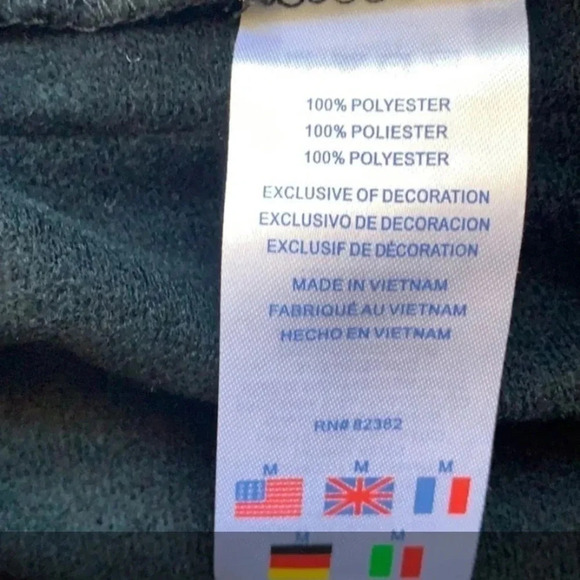 100% POLYESTER
100% POLIESTER
100% POLYESTER
EXCLUSIVE OF DECORATION
EXCLUSIVO DE DECORACION
EXCLUSIF DE DÉCORATION
MADE IN VIETNAM
FABRIQUÉ AU VIETNAM
HECHO EN VIETNAM
RN# 82382
M M M
M M